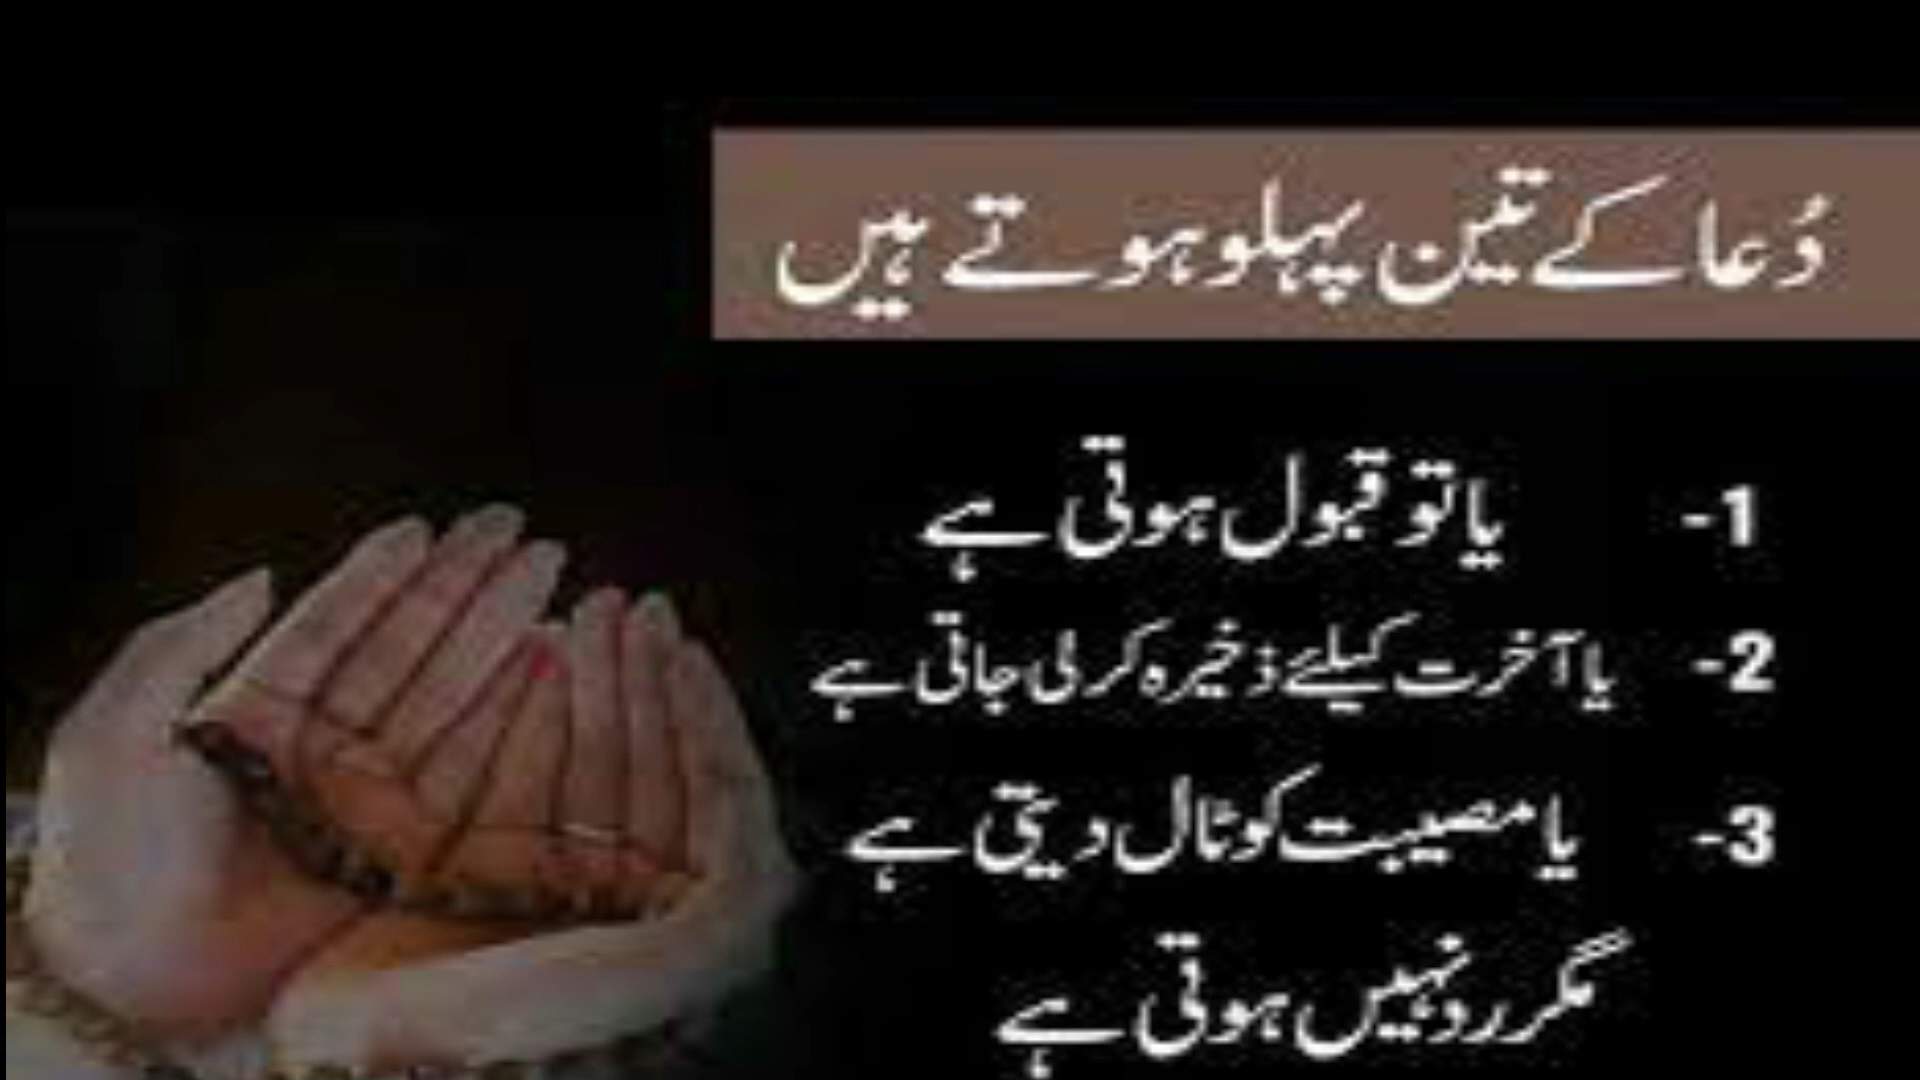 دُعا کے تین پہلو ہوتے ہیں
1- یا تو قبول ہوتی ہے
2- یا آخرت کیلئے ذخیرہ کر لی جاتی ہے
3- یا مصیبت کو ٹال دیتی ہے
مگر رد نہیں ہوتی ہے